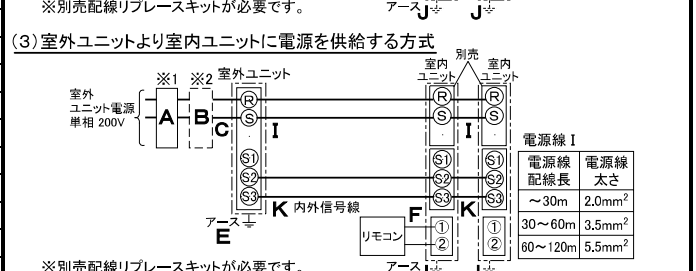 ※別売配線リプレースキットが必要です。
アース J J
(3)室外ユニットより室内ユニットに電源を供給する方式
※1 ※2 室外ユニット
別売
室内ユニット
室内ユニット
室外
ユニット電源
単相 200V
A B C
R R R
S I S I S
S1 S1 S1
S2 S2 S2
S3 S3 S3
K 内外信号線 K
アース
E
F
リモコン
① ①
② ②
電源線 I
電源線配線長 電源線太さ
～30m 2.0mm²
30～60m 3.5mm²
60～120m 5.5mm²
※別売配線リプレースキットが必要です。
アース J J